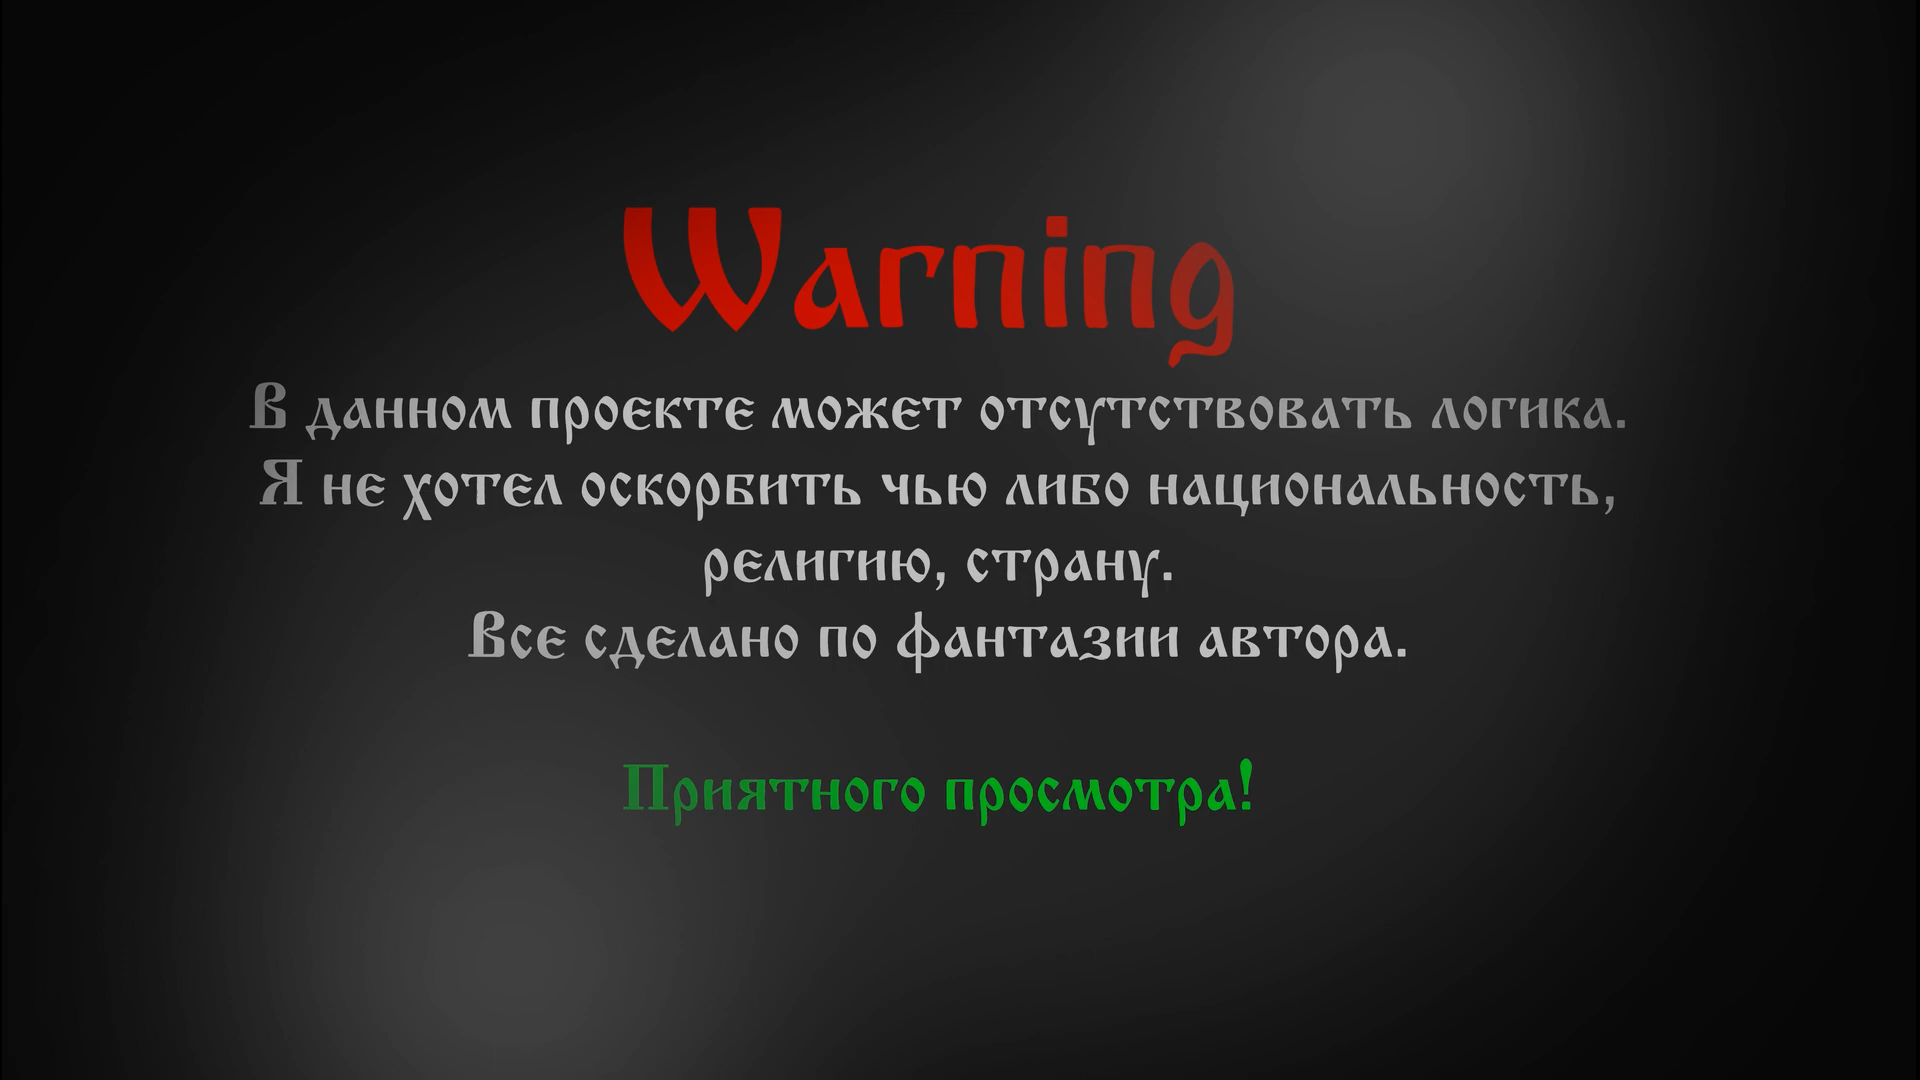 Warning
В данном проекте может отсутствовать логика.
Я не хотел оскорбить чью либо национальность,
религию, страну.
Все сделано по фантазии автора.
Приятного просмотра!